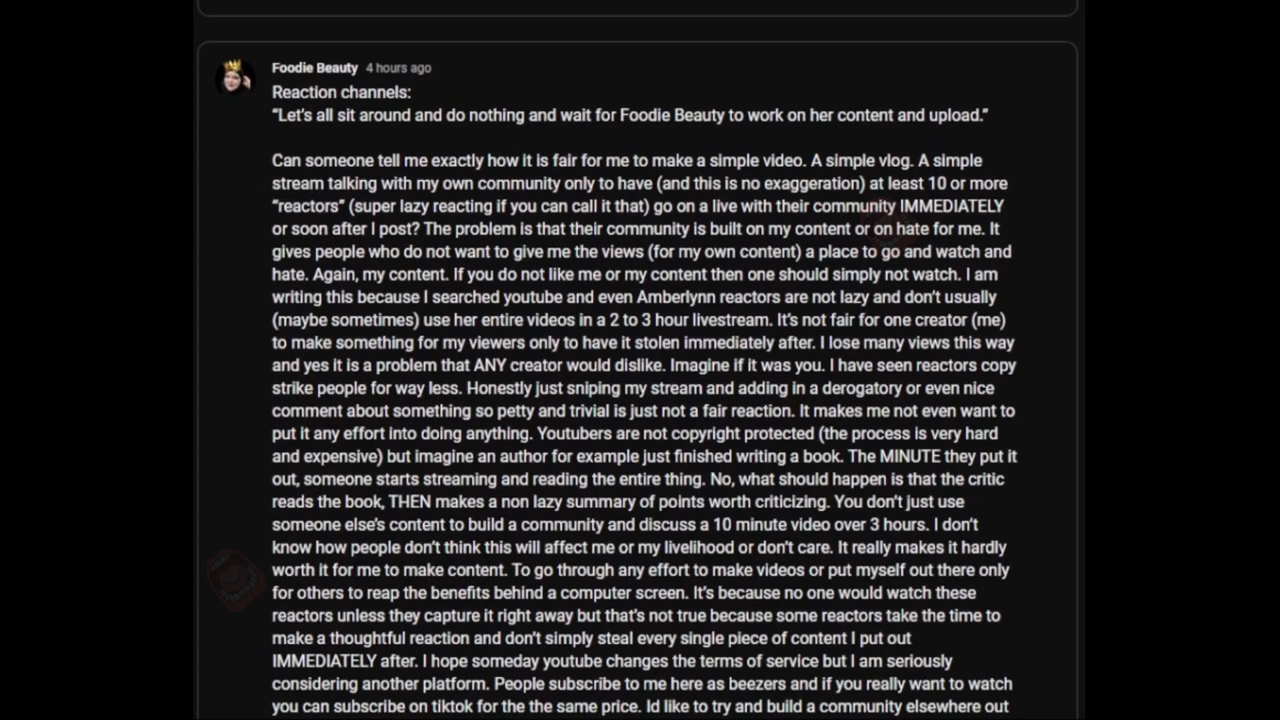 Foodie Beauty 4 hours ago
Reaction channels:
“Let's all sit around and do nothing and wait for Foodie Beauty to work on her content and upload.”
Can someone tell me exactly how it is fair for me to make a simple video. A simple vlog. A simple
stream talking with my own community only to have (and this is no exaggeration) at least 10 or more
“reactors” (super lazy reacting if you can call it that) go on a live with their community IMMEDIATELY
or soon after I post? The problem is that their community is built on my content or on hate for me. It
gives people who do not want to give me the views (for my own content) a place to go and watch and
hate. Again, my content. If you do not like me or my content then one should simply not watch. I am
writing this because I searched youtube and even Amberlynn reactors are not lazy and don’t usually
(maybe sometimes) use her entire videos in a 2 to 3 hour livestream. It’s not fair for one creator (me)
to make something for my viewers only to have it stolen immediately after. I lose many views this way
and yes it is a problem that ANY creator would dislike. Imagine if it was you. I have seen reactors copy
strike people for way less. Honestly just sniping my stream and adding in a derogatory or even nice
comment about something so petty and trivial is just not a fair reaction. It makes me not even want to
put it any effort into doing anything. Youtubers are not copyright protected (the process is very hard
and expensive) but imagine an author for example just finished writing a book. The MINUTE they put it
out, someone starts streaming and reading the entire thing. No, what should happen is that the critic
reads the book, THEN makes a non lazy summary of points worth criticizing. You don’t just use
someone else’s content to build a community and discuss a 10 minute video over 3 hours. I don’t
know how people don’t think this will affect me or my livelihood or don’t care. It really makes it hardly
worth it for me to make content. To go through any effort to make videos or put myself out there only
for others to reap the benefits behind a computer screen. It’s because no one would watch these
reactors unless they capture it right away but that’s not true because some reactors take the time to
make a thoughtful reaction and don’t simply steal every single piece of content I put out
IMMEDIATELY after. I hope someday youtube changes the terms of service but I am seriously
considering another platform. People subscribe to me here as beezers and if you really want to watch
you can subscribe on tiktok for the the same price. Id like to try and build a community elsewhere out